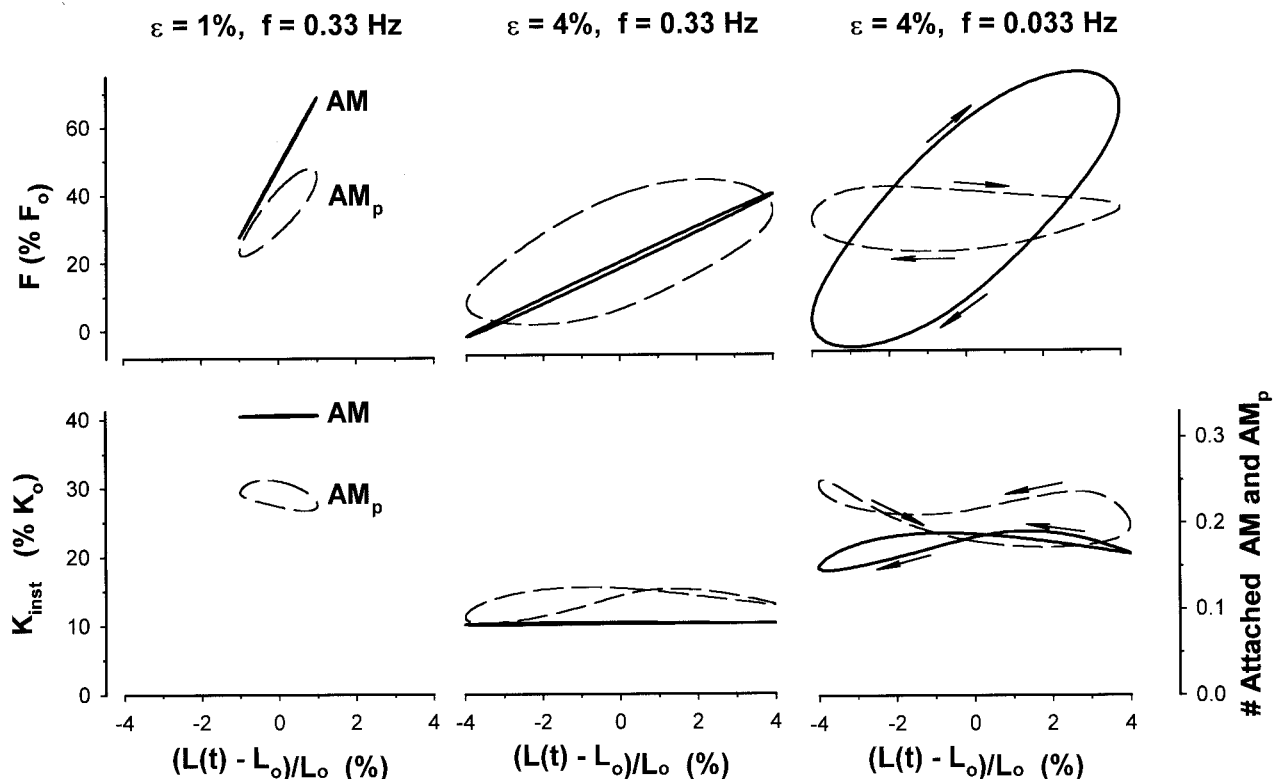 ε = 1%, f = 0.33 Hz
ε = 4%, f = 0.33 Hz
ε = 4%, f = 0.033 Hz
F (% Fo)
60
40
20
0
AM
AMp
Kinst (% Ko)
40
30
20
10
0
AM
AMp
# Attached AM and AMp
0.3
0.2
0.1
0.0
-4 -2 0 2 4
-4 -2 0 2 4
-4 -2 0 2 4
(L(t) - Lo)/Lo (%)
(L(t) - Lo)/Lo (%)
(L(t) - Lo)/Lo (%)